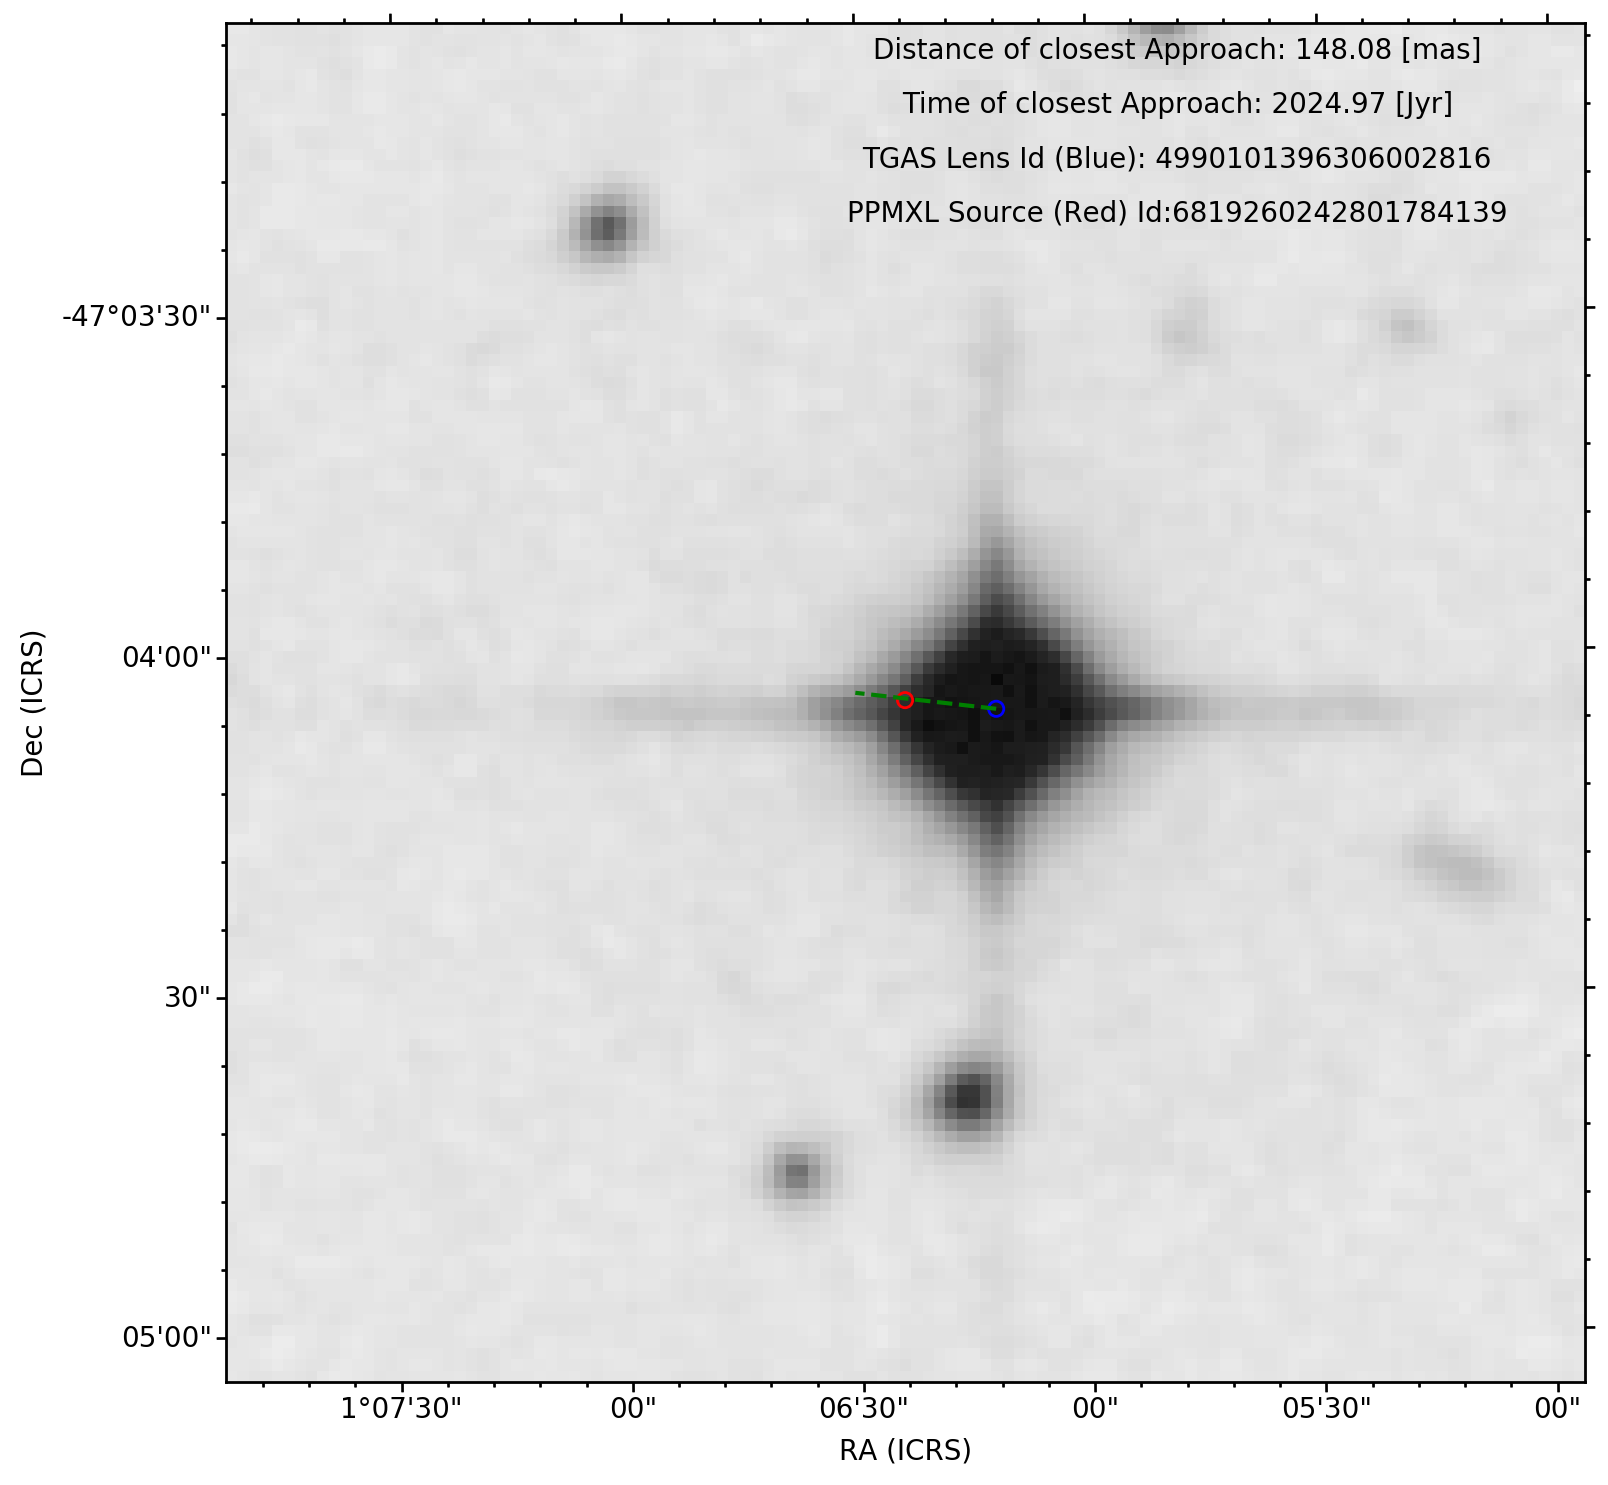 Distance of closest Approach: 148.08 [mas]
Time of closest Approach: 2024.97 [Jyr]
TGAS Lens Id (Blue): 4990101396306002816
PPMXL Source (Red) Id:6819260242801784139
-47°03'30"
04'00"
30"
05'00"
Dec (ICRS)
1°07'30" 00" 06'30" 00" 05'30" 00"
RA (ICRS)